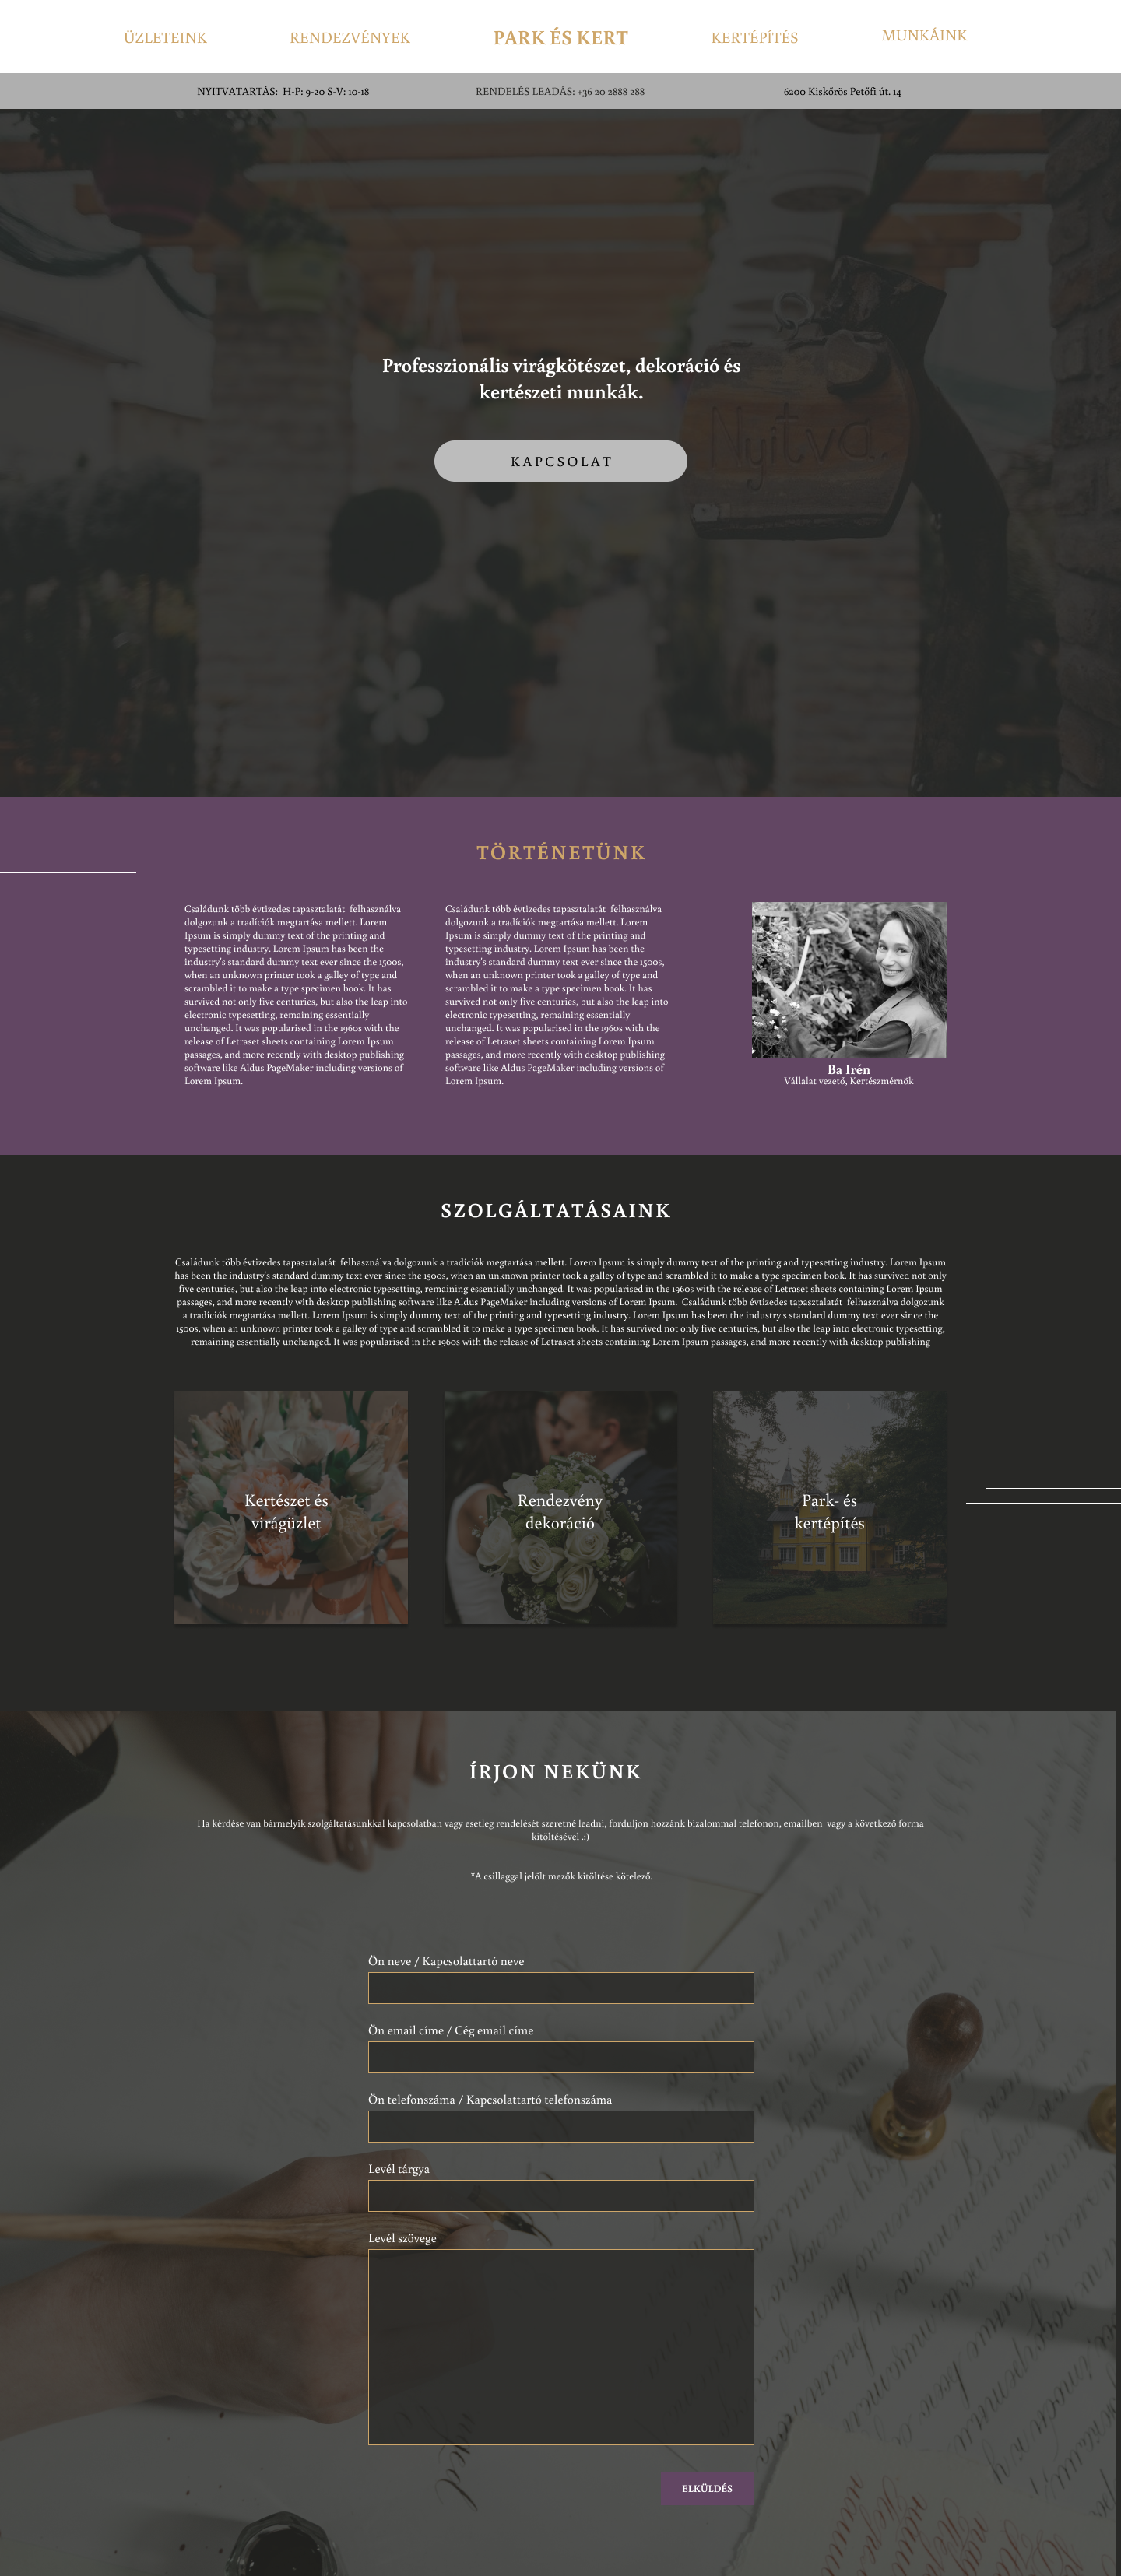 ÜZLETEINK RENDEZVÉNYEK PARK ÉS KERT KERTÉPÍTÉS MUNKÁINK
NYITVATARTÁS:  H-P: 9-20 S-V: 10-18 RENDELÉS LEADÁS: +36 20 2888 288 6200 Kiskőrös Petőfi út. 14
Professzionális virágkötészet, dekoráció és
kertészeti munkák.
Nyitva
KAPCSOLAT
TÖRTÉNETÜNK
Családunk több évtizedes tapasztalatát  felhasználva
dolgozunk a tradíciók megtartása mellett. Lorem
Ipsum is simply dummy text of the printing and
typesetting industry. Lorem Ipsum has been the
industry's standard dummy text ever since the 1500s,
when an unknown printer took a galley of type and
scrambled it to make a type specimen book. It has
survived not only five centuries, but also the leap into
electronic typesetting, remaining essentially
unchanged. It was popularised in the 1960s with the
release of Letraset sheets containing Lorem Ipsum
passages, and more recently with desktop publishing
software like Aldus PageMaker including versions of
Lorem Ipsum.
Családunk több évtizedes tapasztalatát  felhasználva
dolgozunk a tradíciók megtartása mellett. Lorem
Ipsum is simply dummy text of the printing and
typesetting industry. Lorem Ipsum has been the
industry's standard dummy text ever since the 1500s,
when an unknown printer took a galley of type and
scrambled it to make a type specimen book. It has
survived not only five centuries, but also the leap into
electronic typesetting, remaining essentially
unchanged. It was popularised in the 1960s with the
release of Letraset sheets containing Lorem Ipsum
passages, and more recently with desktop publishing
software like Aldus PageMaker including versions of
Lorem Ipsum.
Ba Irén
Vállalat vezető, Kertészmérnök
SZOLGÁLTATÁSAINK
Családunk több évtizedes tapasztalatát  felhasználva dolgozunk a tradíciók megtartása mellett. Lorem Ipsum is simply dummy text of the printing and typesetting industry. Lorem Ipsum
has been the industry's standard dummy text ever since the 1500s, when an unknown printer took a galley of type and scrambled it to make a type specimen book. It has survived not only
five centuries, but also the leap into electronic typesetting, remaining essentially unchanged. It was popularised in the 1960s with the release of Letraset sheets containing Lorem Ipsum
passages, and more recently with desktop publishing software like Aldus PageMaker including versions of Lorem Ipsum.  Családunk több évtizedes tapasztalatát  felhasználva dolgozunk
a tradíciók megtartása mellett. Lorem Ipsum is simply dummy text of the printing and typesetting industry. Lorem Ipsum has been the industry's standard dummy text ever since the
1500s, when an unknown printer took a galley of type and scrambled it to make a type specimen book. It has survived not only five centuries, but also the leap into electronic typesetting,
remaining essentially unchanged. It was popularised in the 1960s with the release of Letraset sheets containing Lorem Ipsum passages, and more recently with desktop publishing
Kertészet és
virágüzlet
Rendezvény
dekoráció
Park- és
kertépítés
ÍRJON NEKÜNK
Ha kérdése van bármelyik szolgáltatásunkkal kapcsolatban vagy esetleg rendelését szeretné leadni, forduljon hozzánk bizalommal telefonon, emailben  vagy a következő forma
kitöltésével .:)
*A csillaggal jelölt mezők kitöltése kötelező.
Ön neve / Kapcsolattartó neve
Ön email címe / Cég email címe
Ön telefonszáma / Kapcsolattartó telefonszáma
Levél tárgya
Levél szövege
ELKÜLDÉS